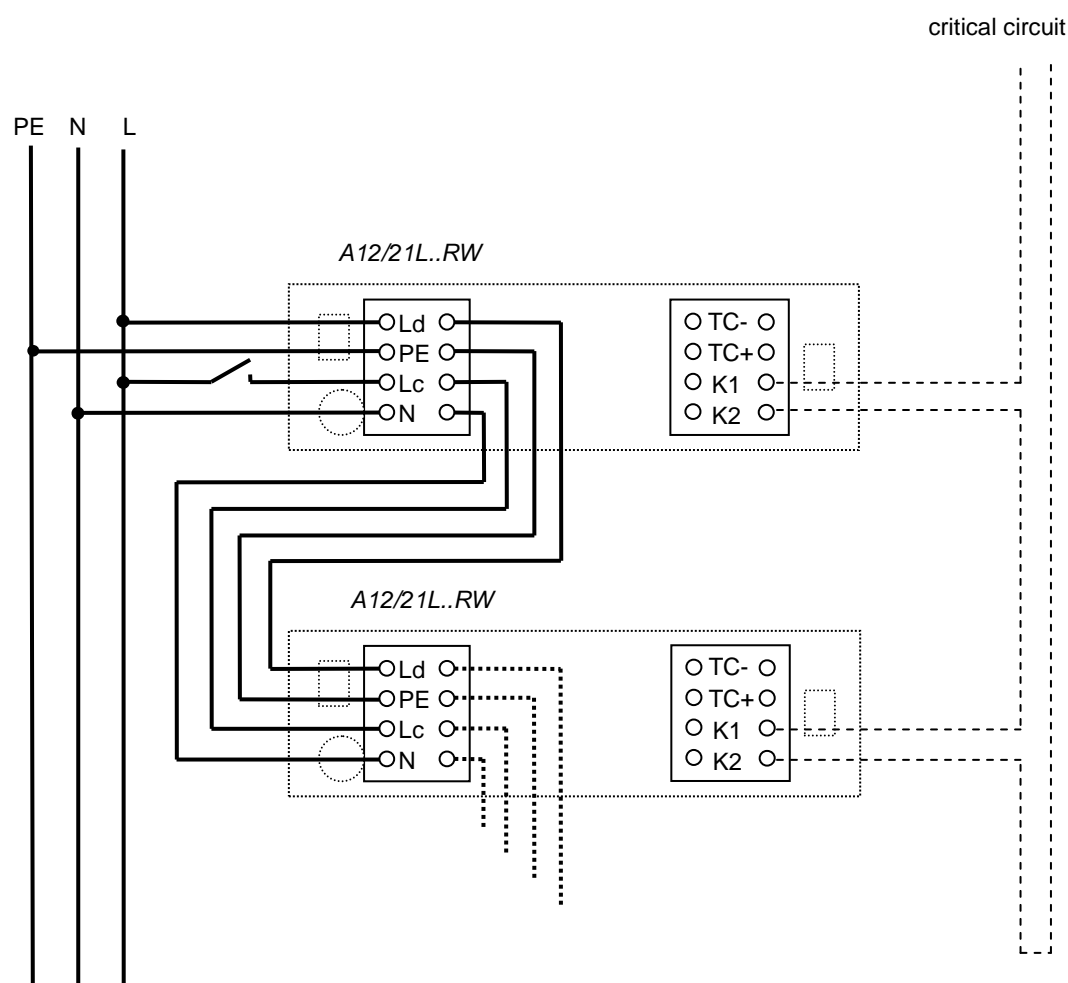 critical circuit
PE N L
A12/21L..RW
Ld TC-
PE TC+
Lc K1
N K2
A12/21L..RW
Ld TC-
PE TC+
Lc K1
N K2